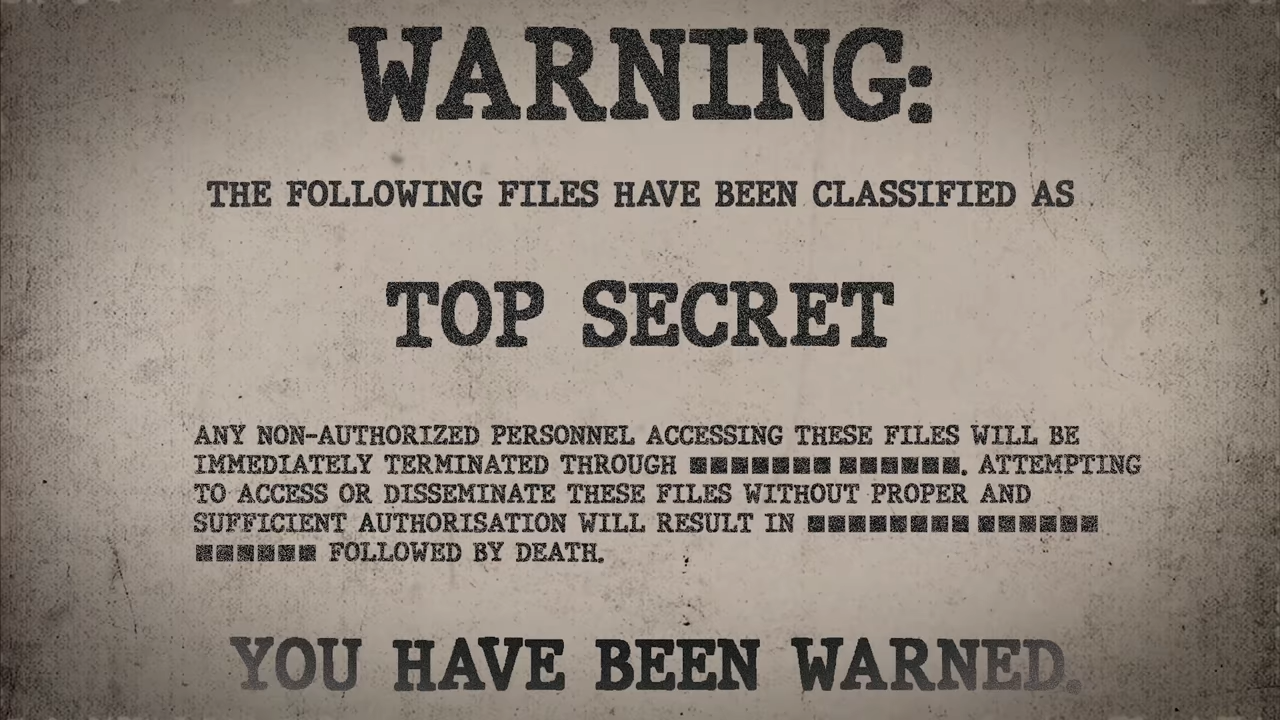 WARNING:
THE FOLLOWING FILES HAVE BEEN CLASSIFIED AS
TOP SECRET
ANY NON-AUTHORIZED PERSONNEL ACCESSING THESE FILES WILL BE
IMMEDIATELY TERMINATED THROUGH ■■■■■■■ ■■■■■■. ATTEMPTING
TO ACCESS OR DISSEMINATE THESE FILES WITHOUT PROPER AND
SUFFICIENT AUTHORISATION WILL RESULT IN ■■■■■■■■ ■■■■■■
■■■■■■ FOLLOWED BY DEATH.
YOU HAVE BEEN WARNED.